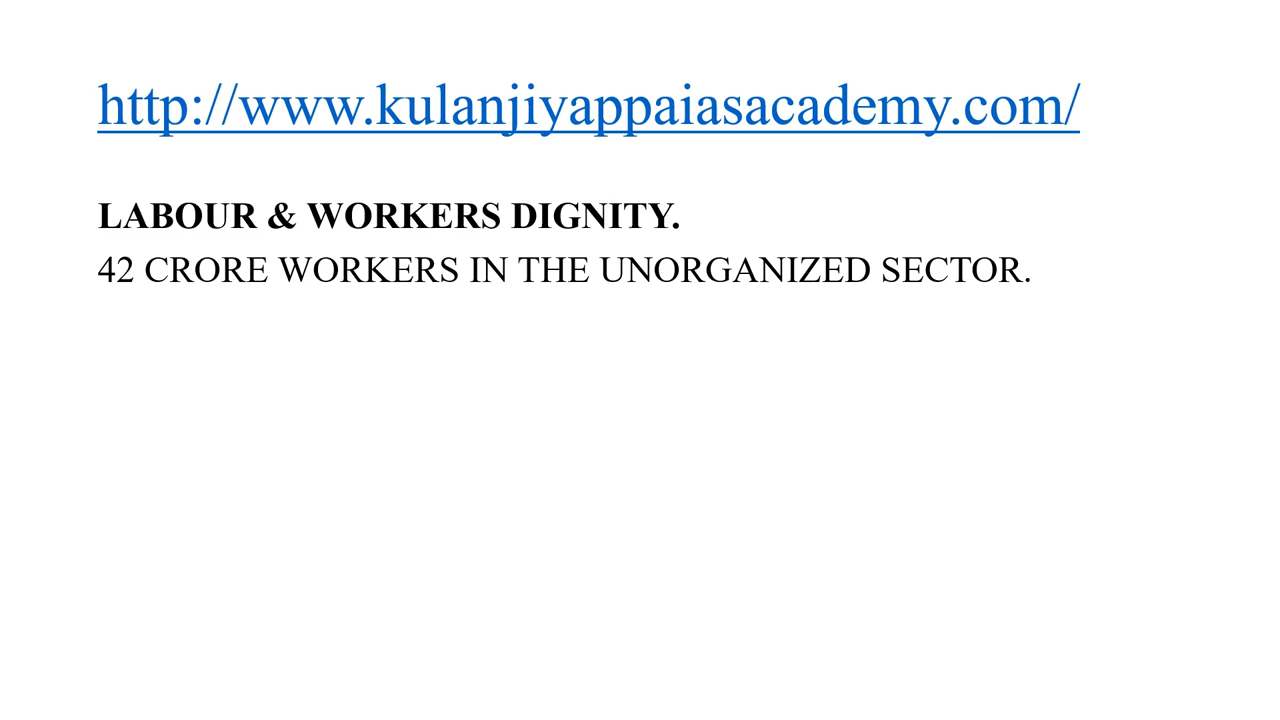 http://www.kulanjiyappaiasacademy.com/
LABOUR & WORKERS DIGNITY.
42 CRORE WORKERS IN THE UNORGANIZED SECTOR.